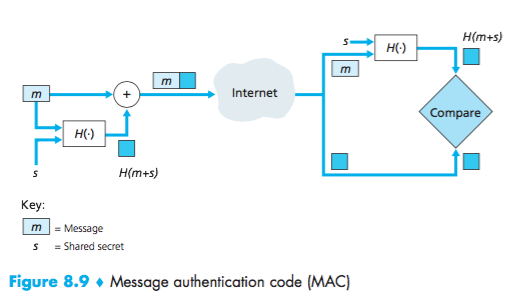 s
H(·)
H(m+s)
m
m
m
+
Internet
Compare
H(·)
s
H(m+s)
Key:
m = Message
s = Shared secret
Figure 8.9 ♦ Message authentication code (MAC)